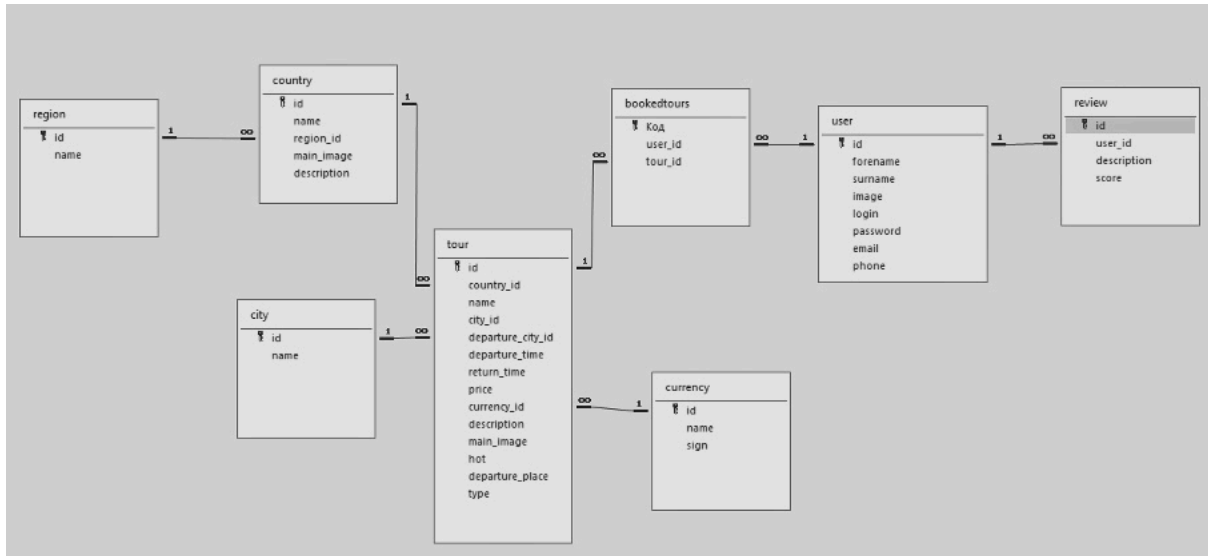 region
id
name
1
∞
country
id
name
region_id
main_image
description
1
∞
city
id
name
1
∞
tour
id
country_id
name
city_id
departure_city_id
departure_time
return_time
price
currency_id
description
main_image
hot
departure_place
type
1
∞
bookedtours
Код
user_id
tour_id
∞
1
user
id
forename
surname
image
login
password
email
phone
1
∞
review
id
user_id
description
score
∞
1
currency
id
name
sign